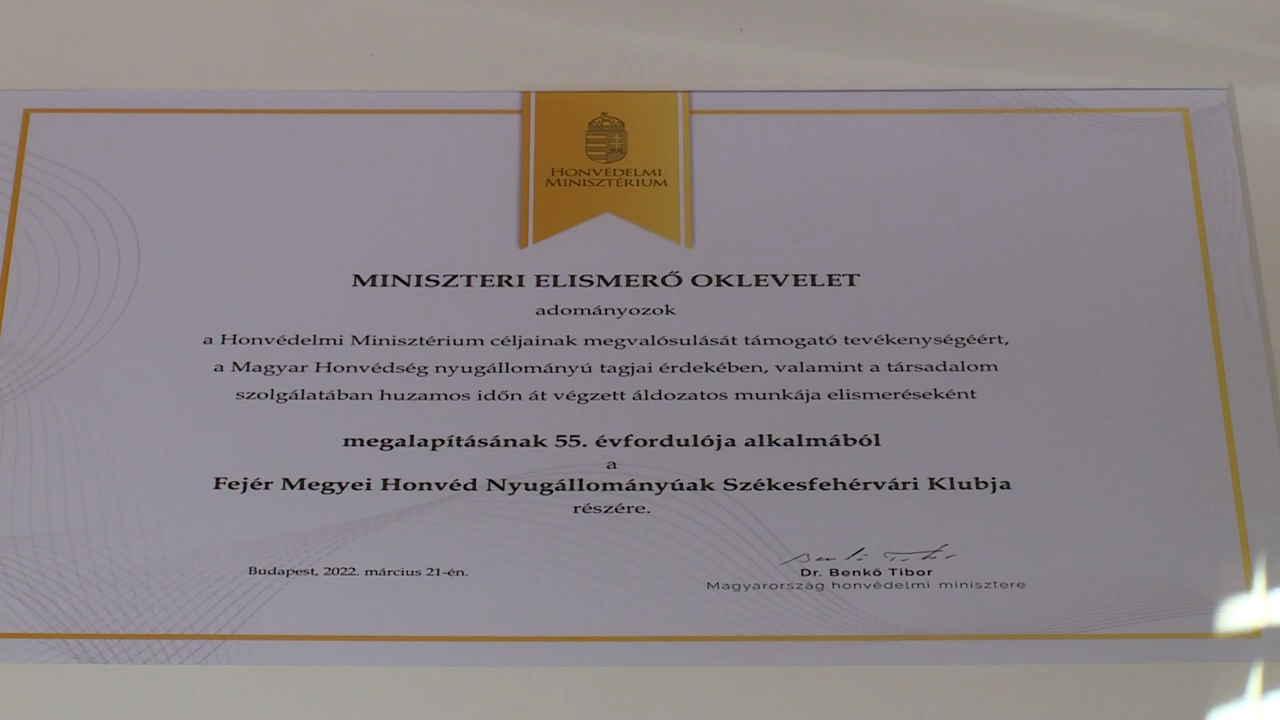 HONVÉDELMI
MINISZTÉRIUM
MINISZTERI ELISMERŐ OKLEVELET
adományozok
a Honvédelmi Minisztérium céljainak megvalósulását támogató tevékenységéért,
a Magyar Honvédség nyugállományú tagjai érdekében, valamint a társadalom
szolgálatában huzamos időn át végzett áldozatos munkája elismeréseként
megalapításának 55. évfordulója alkalmából
a
Fejér Megyei Honvéd Nyugállományúak Székesfehérvári Klubja
részére.
Budapest, 2022. március 21-én.
Dr. Benkő Tibor
Magyarország honvédelmi minisztere